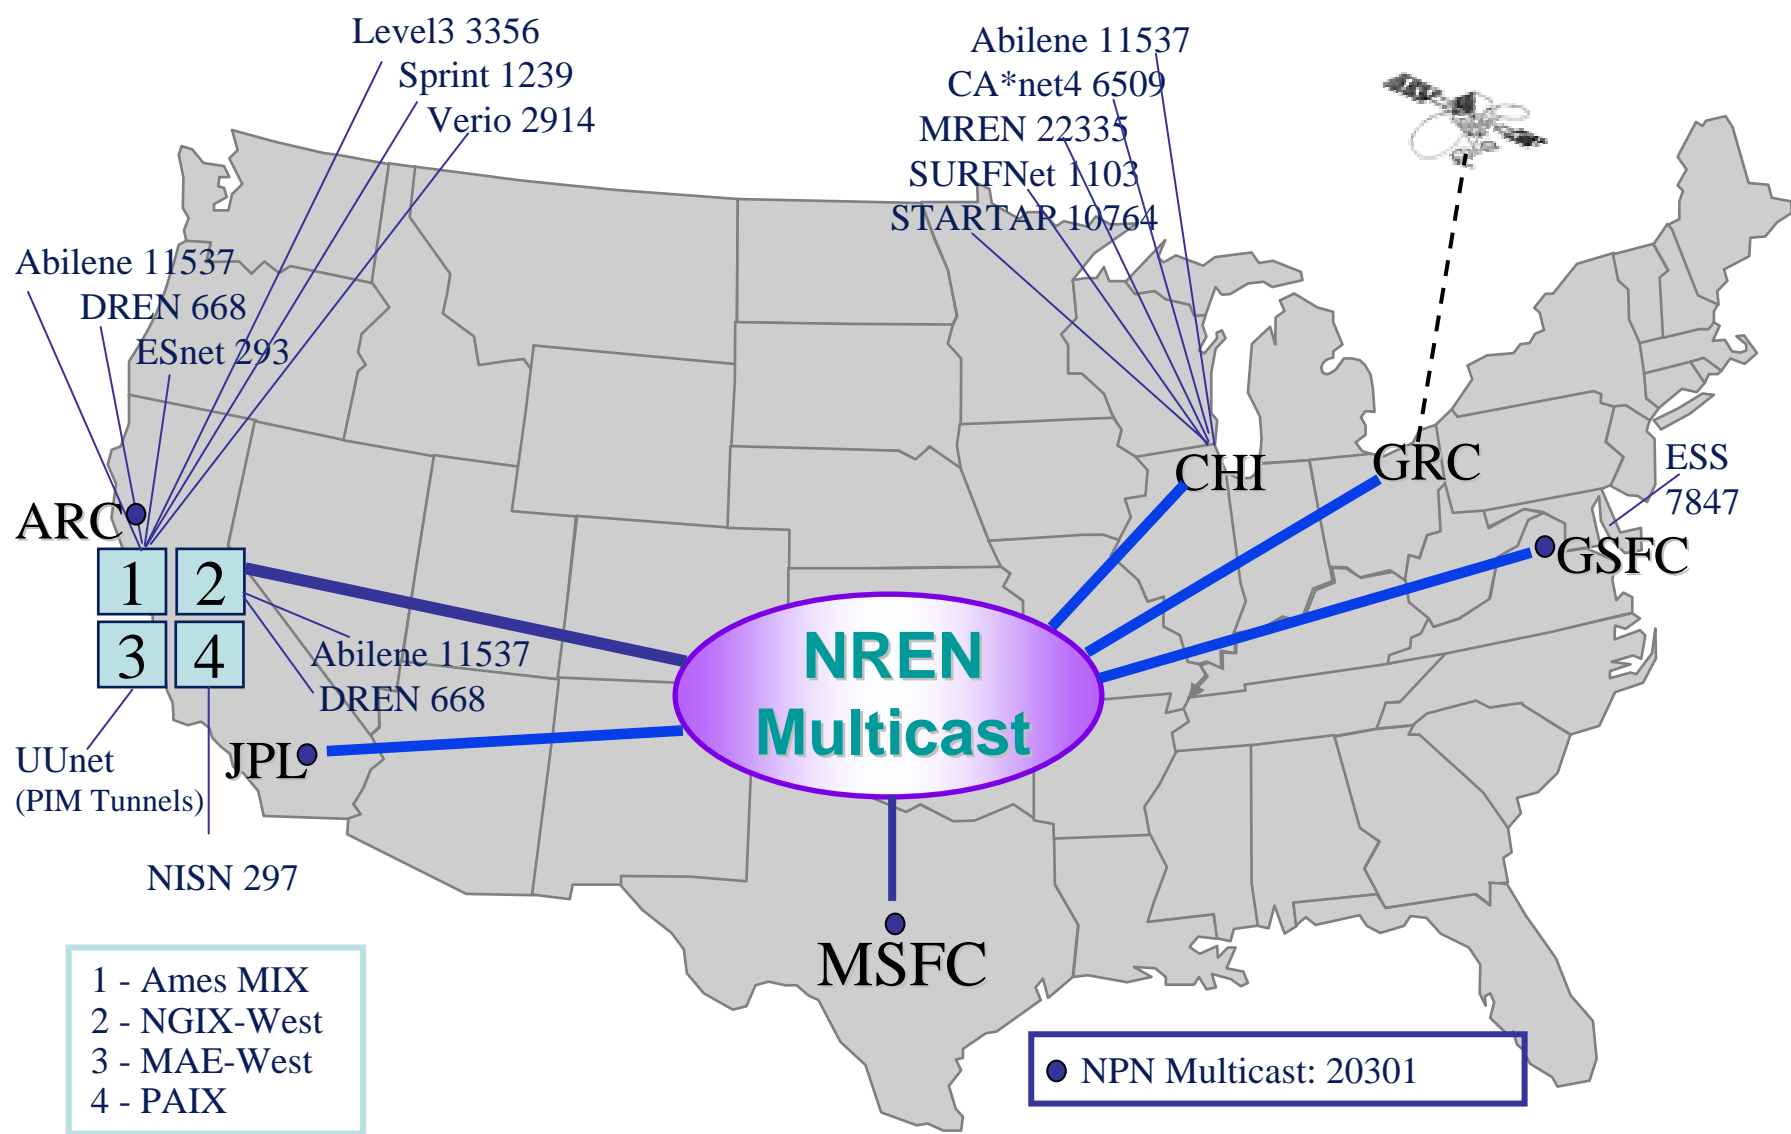 Level3 3356
Sprint 1239
Verio 2914
Abilene 11537
CA*net4 6509
MREN 22335
SURFNet 1103
STARTAP 10764
Abilene 11537
DREN 668
ESnet 293
ARC
CHI
GRC
ESS
7847
GSFC
1
2
3
4
Abilene 11537
DREN 668
NREN
Multicast
UUnet
(PIM Tunnels)
JPL
NISN 297
MSFC
1 - Ames MIX
2 - NGIX-West
3 - MAE-West
4 - PAIX
NPN Multicast: 20301